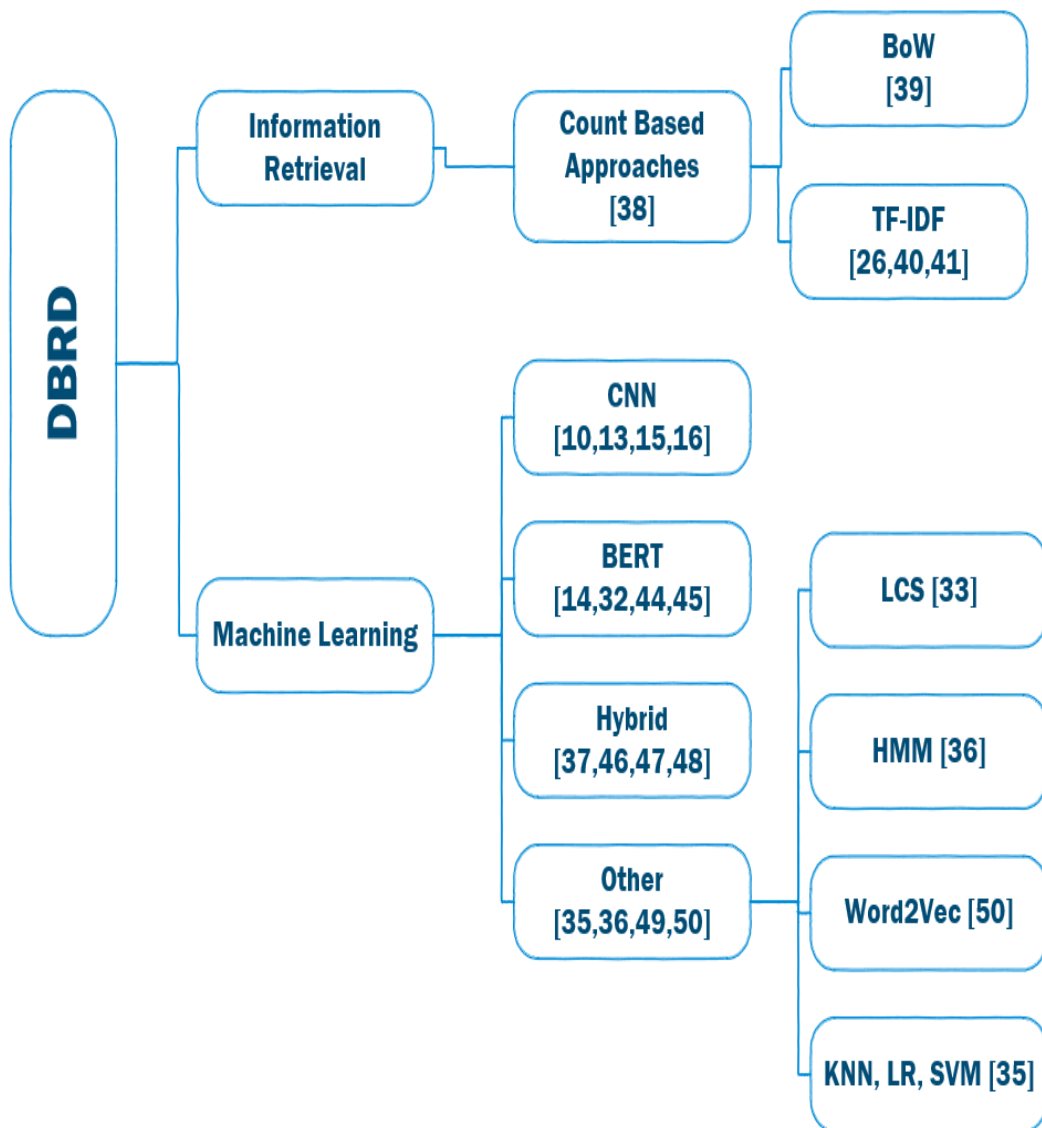 DBRD
Information
Retrieval
Count Based
Approaches
[38]
BoW
[39]
TF-IDF
[26,40,41]
Machine Learning
CNN
[10,13,15,16]
BERT
[14,32,44,45]
Hybrid
[37,46,47,48]
Other
[35,36,49,50]
LCS [33]
HMM [36]
Word2Vec [50]
KNN, LR, SVM [35]